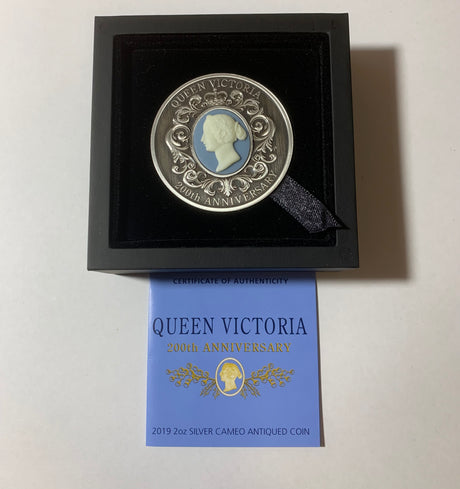 QUEEN VICTORIA
200th ANNIVERSARY
CERTIFICATE OF AUTHENTICITY
QUEEN VICTORIA
200th ANNIVERSARY
2019 2oz SILVER CAMEO ANTIQUED COIN